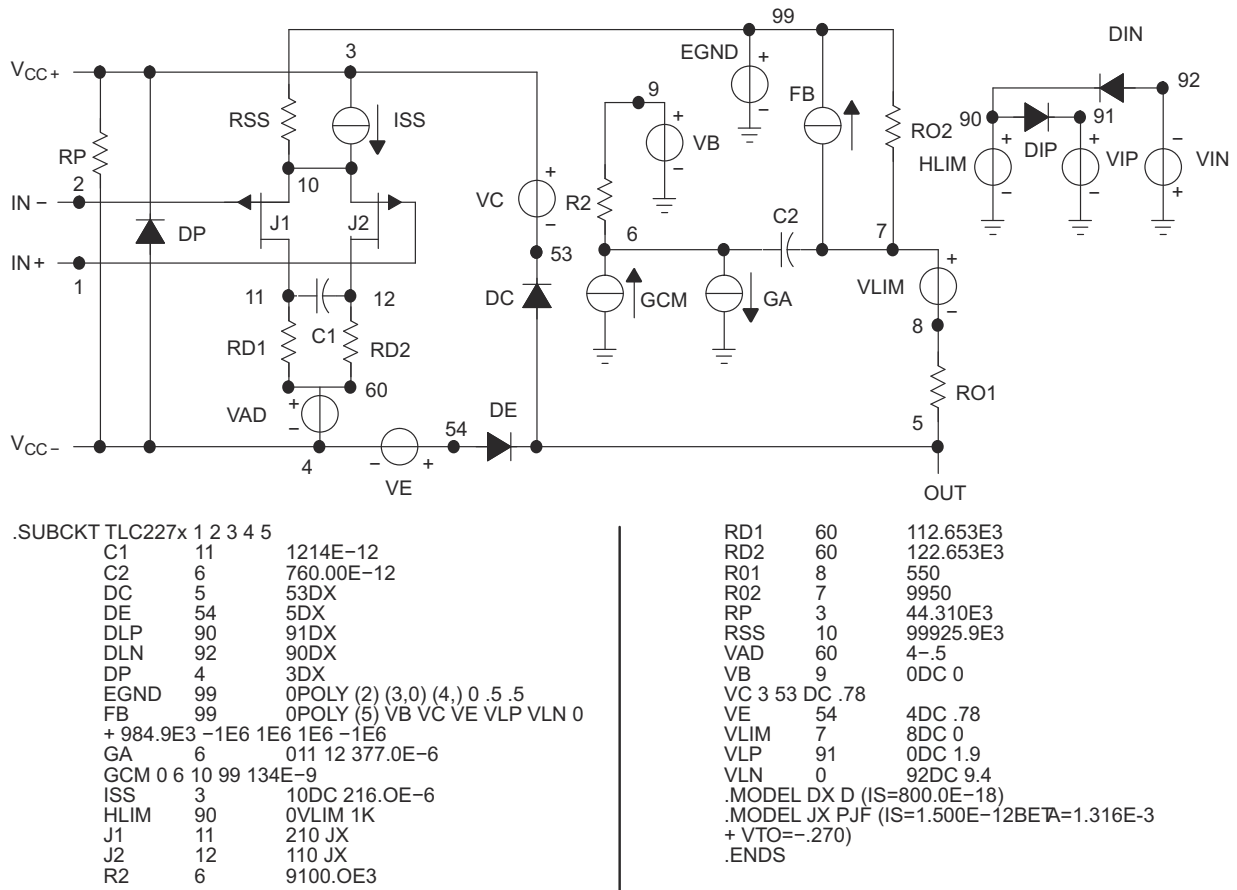 99
DIN
3
VCC+
EGND
+
92
9
FB
RSS
ISS
+
−
90
91
RO2
RP
VB
DIP
−
2
10
+
HLIM
+
VIP
VIN
IN −
VC
R2
−
−
+
J1
J2
−
C2
DP
6
7
IN+
53
+
1
11
12
VLIM
DC
GCM
GA
−
C1
8
RD1
RD2
60
RO1
+
VAD
DE
−
54
5
VCC−
4
−
+
VE
OUT
.SUBCKT TLC227x 1 2 3 4 5
C1 11 1214E−12
C2 6 760.00E−12
DC 5 53DX
DE 54 5DX
DLP 90 91DX
DLN 92 90DX
DP 4 3DX
EGND 99 0POLY (2) (3,0) (4,) 0 .5 .5
FB 99 0POLY (5) VB VC VE VLP VLN 0
+ 984.9E3 −1E6 1E6 1E6 −1E6
GA 6 011 12 377.0E−6
GCM 0 6 10 99 134E−9
ISS 3 10DC 216.OE−6
HLIM 90 0VLIM 1K
J1 11 210 JX
J2 12 110 JX
R2 6 9100.OE3
RD1 60 112.653E3
RD2 60 122.653E3
R01 8 550
R02 7 9950
RP 3 44.310E3
RSS 10 99925.9E3
VAD 60 4−.5
VB 9 0DC 0
VC 3 53 DC .78
VE 54 4DC .78
VLIM 7 8DC 0
VLP 91 0DC 1.9
VLN 0 92DC 9.4
.MODEL DX D (IS=800.0E−18)
.MODEL JX PJF (IS=1.500E−12BETA=1.316E-3
+ VTO=−.270)
.ENDS